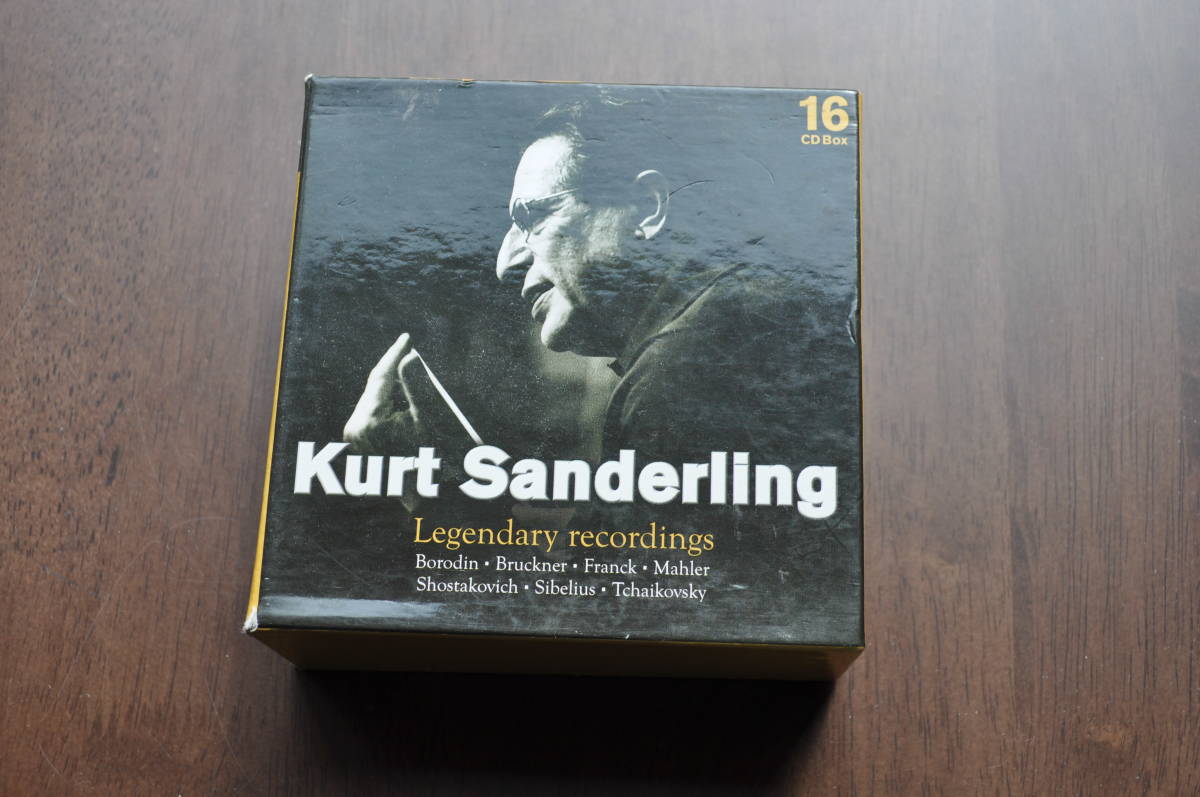 16
CD Box
Kurt Sanderling
Legendary recordings
Borodin ▪ Bruckner ▪ Franck ▪ Mahler
Shostakovich ▪ Sibelius ▪ Tchaikovsky